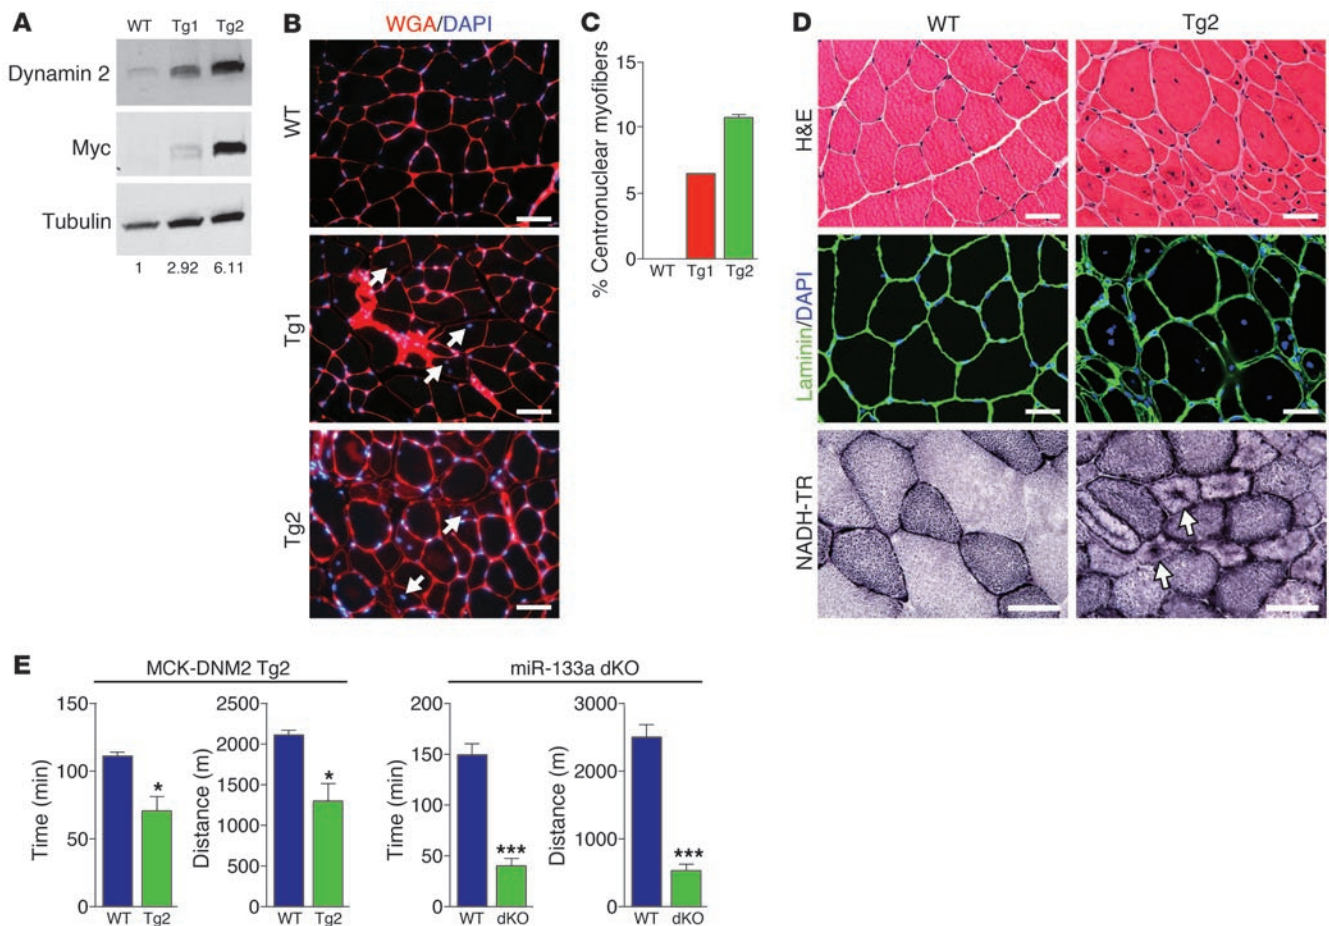 A
WT Tg1 Tg2
Dynamin 2
Myc
Tubulin
1 2.92 6.11
B
WGA/DAPI
WT
Tg1
Tg2
C
% Centronuclear myofibers
15
10
5
0
WT Tg1 Tg2
D
WT Tg2
H&E
Laminin/DAPI
NADH-TR
E
MCK-DNM2 Tg2
Time (min)
150
100
50
0
*
WT Tg2
Distance (m)
2500
2000
1500
1000
500
0
*
WT Tg2
miR-133a dKO
Time (min)
200
150
100
50
0
***
WT dKO
Distance (m)
3000
2000
1000
0
***
WT dKO